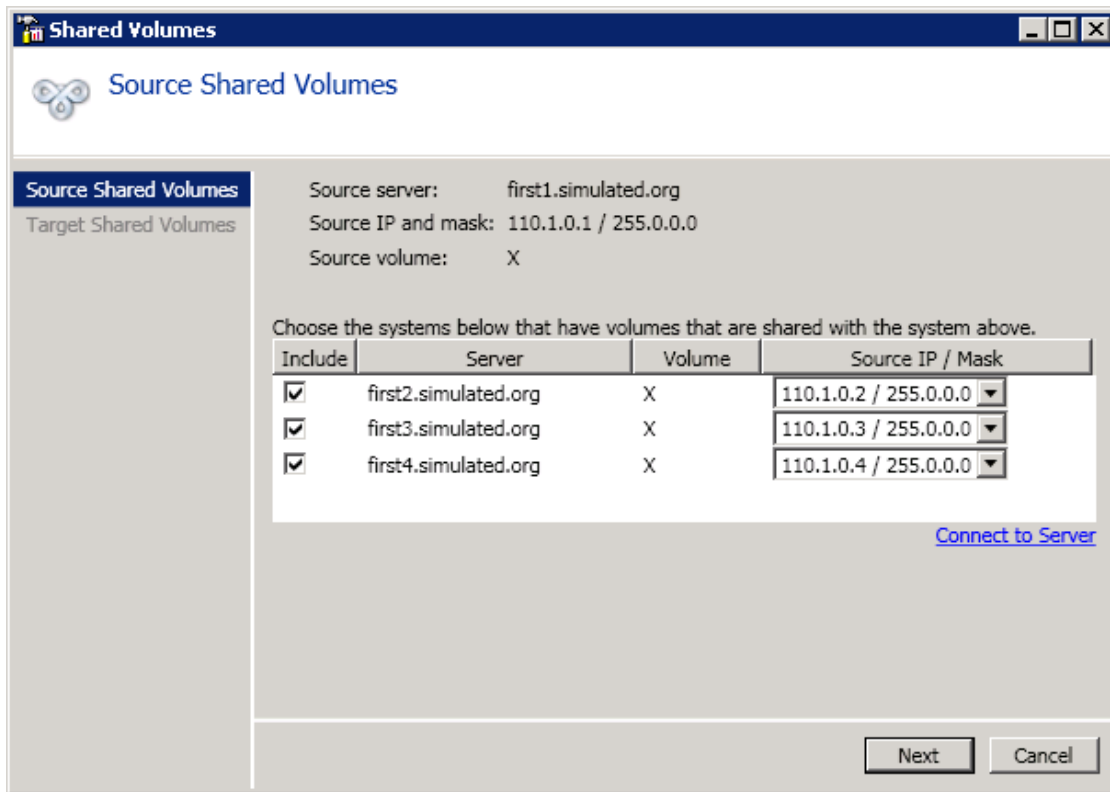 Shared Volumes
Source Shared Volumes
Source Shared Volumes
Target Shared Volumes
Source server: first1.simulated.org
Source IP and mask: 110.1.0.1 / 255.0.0.0
Source volume: X
Choose the systems below that have volumes that are shared with the system above.
Include Server Volume Source IP / Mask
first2.simulated.org X 110.1.0.2 / 255.0.0.0
first3.simulated.org X 110.1.0.3 / 255.0.0.0
first4.simulated.org X 110.1.0.4 / 255.0.0.0
Connect to Server
Next Cancel